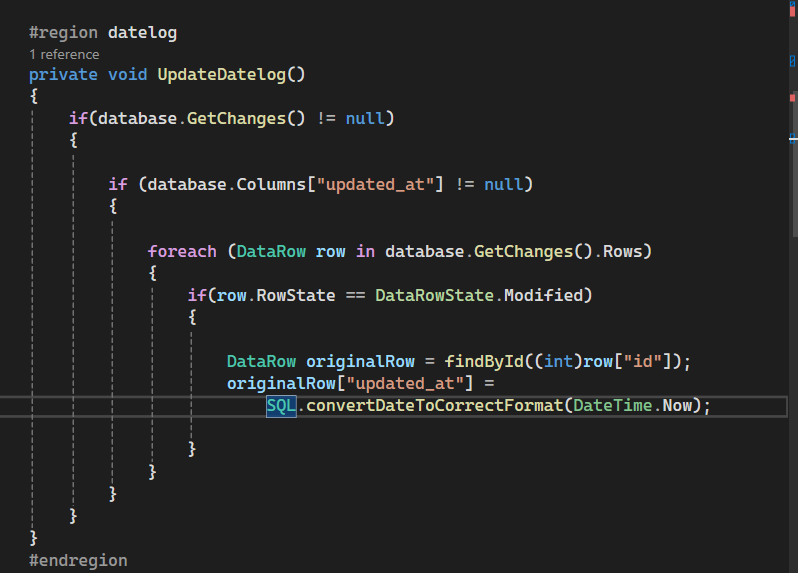 #region datelog
1 reference
private void UpdateDatelog()
{
if(database.GetChanges() != null)
{
if (database.Columns["updated_at"] != null)
{
foreach (DataRow row in database.GetChanges().Rows)
{
if(row.RowState == DataRowState.Modified)
{
DataRow originalRow = findById((int)row["id"]);
originalRow["updated_at"] =
SQL.convertDateToCorrectFormat(DateTime.Now);
}
}
}
}
}
#endregion